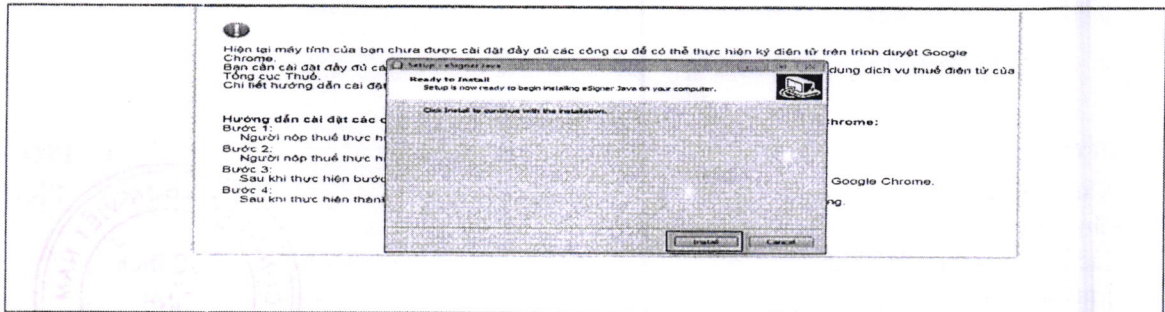 Hiện tại máy tính của bạn chưa được cài đặt đầy đủ các công cụ để có thể thực hiện ký điện tử trên trình duyệt Google
Chrome.
Bạn cần cài đặt đầy đủ cá
dụng dịch vụ thuế điện tử của
Tổng cục Thuế.
Chi tiết hướng dẫn cài đặt
Setup - eSigner Java
Ready to Install
Setup is now ready to begin installing eSigner Java on your computer.
Click Install to continue with the installation.
Hướng dẫn cài đặt các c
chrome:
Bước 1:
Người nộp thuế thực h
Bước 2:
Người nộp thuế thực h
Bước 3:
Sau khi thực hiện bước
Google Chrome.
Bước 4:
Sau khi thực hiện thàn
ng.
Install
Cancel